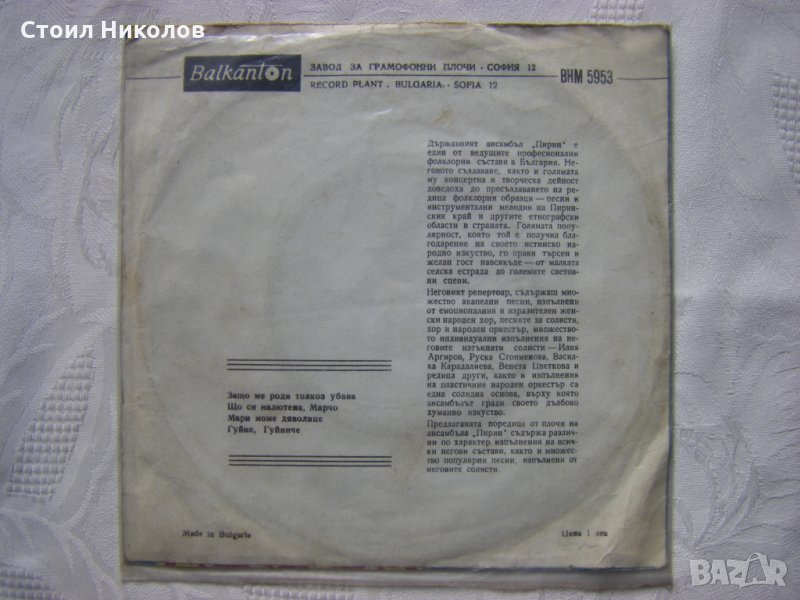 Стоил Николов
Balkanton
ЗАВОД ЗА ГРАМОФОННИ ПЛОЧИ · СОФИЯ 12
RECORD PLANT · BULGARIA · SOFIA 12
ВНМ 5953
Държавният ансамбъл „Пирин“ е
един от ведущите професионални
фолклорни състави в България. Не-
говото създаване, както и голямата
му концертна и творческа дейност
доведоха до пресъздаването на ре-
дица фолклорни образци — песни и
инструментални мелодии на Пирин-
ския край и другите етнографски
области в страната. Голямата попу-
лярност, която той е получил бла-
годарение на своето истинско на-
родно изкуство, го прави търсен и
желан гост навсякъде — от малката
селска естрада до големите светов-
ни сцени.
Неговият репертоар, съдържащ мно-
жество акапелни песни, изпълнени
от емоционалния и изразителен жен-
ски народен хор, песните за солисти,
хор и народен оркестър, множество-
то индивидуални изпълнения на не-
говите изтъкнати солисти — Илия
Аргиров, Руска Стояменова, Васил-
ка Карадалиева, Венета Цветкова и
редица други, както и изпълнения
на пластичния народен оркестър са
една солидна основа, върху която
ансамбълът гради своето дълбоко
хуманно изкуство.
Предлаганата поредица от плочи на
ансамбъла „Пирин“ съдържа различ-
ни по характер изпълнения на всич-
ки негови състави, както и множес-
тво популярни песни, изпълнени от
неговите солисти.
Защо ме роди толков убава
Що си налютена, Марчо
Мари моме дяволице
Гуйне, Гуйниче
Made in Bulgaria
Цена 1 лев
BAZAR